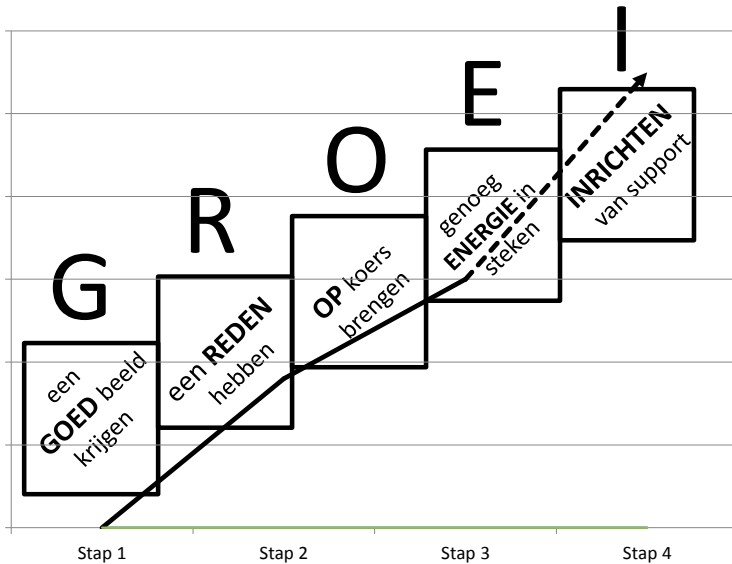 G
een
GOED beeld
krijgen
R
een REDEN
hebben
O
OP koers
brengen
E
genoeg
ENERGIE in
steken
I
INRICHTEN
van support
Stap 1
Stap 2
Stap 3
Stap 4